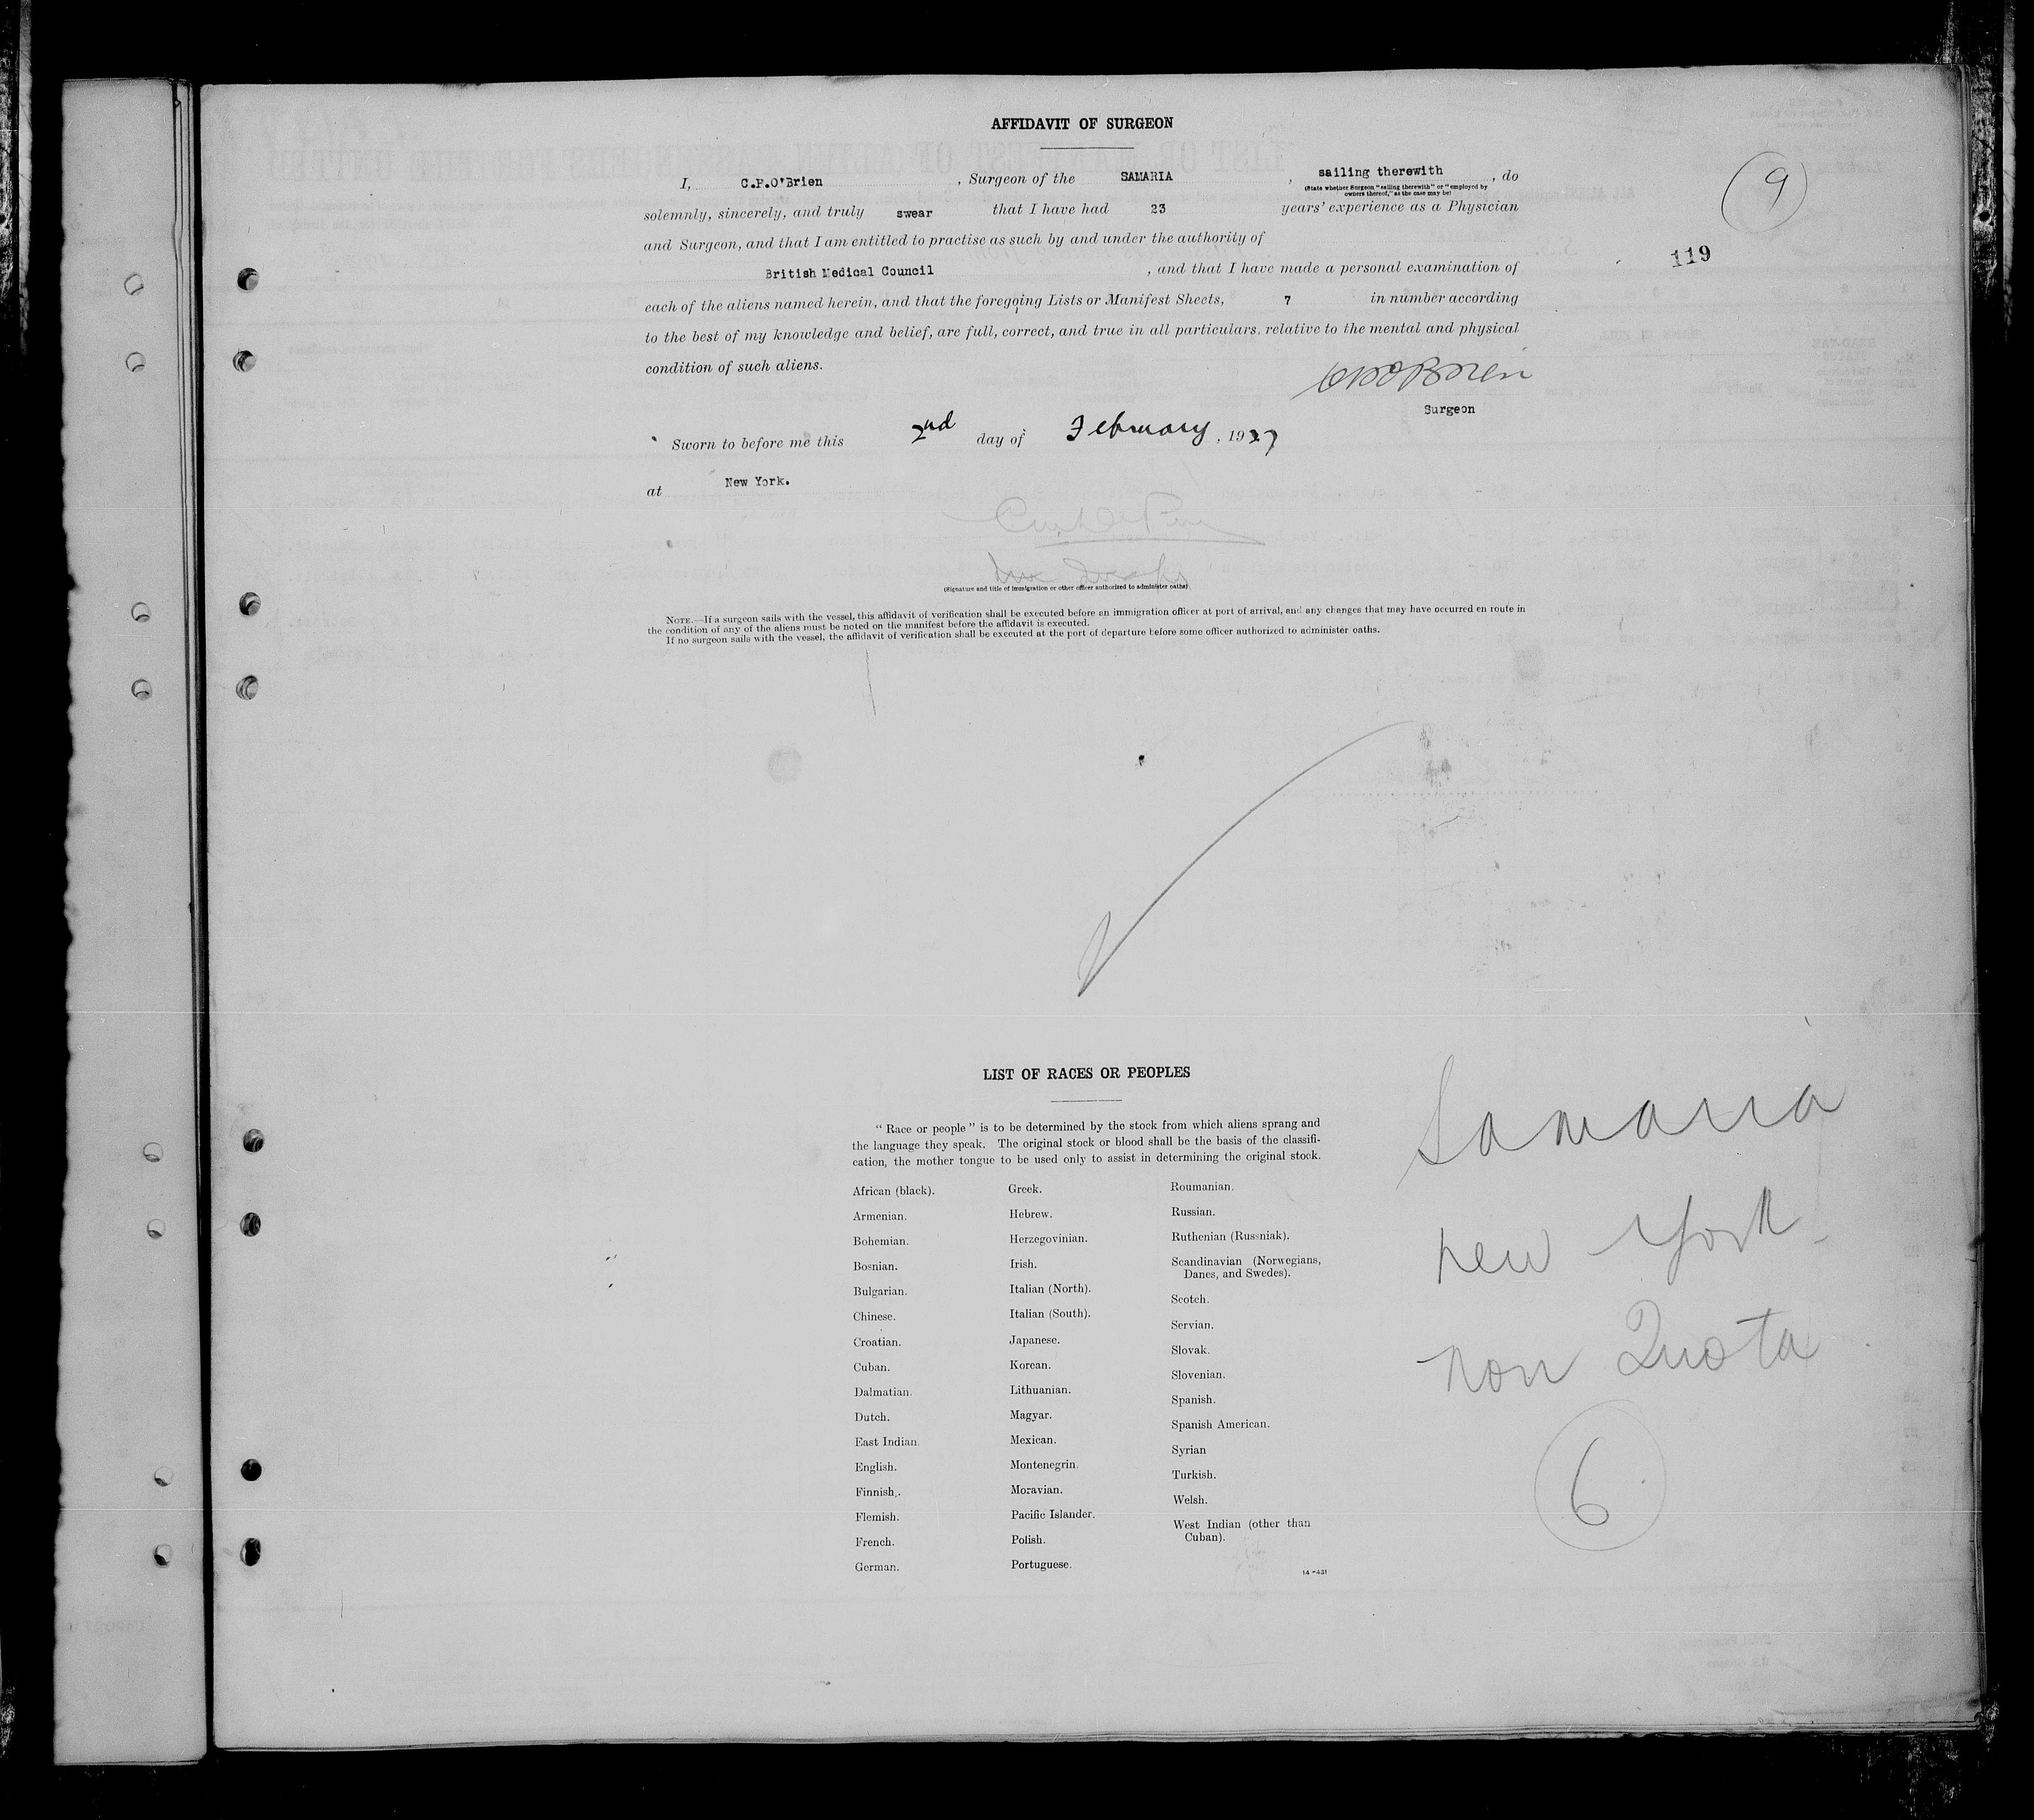 AFFIDAVIT OF SURGEON
9
I, C.P.O'Brien, Surgeon of the SAMARIA, sailing therewith, do
(State whether Surgeon "sailing therewith" or "employed by
owners thereof," as the case may be)
solemnly, sincerely, and truly swear that I have had 23 years' experience as a Physician
and Surgeon, and that I am entitled to practise as such by and under the authority of
119
British Medical Council, and that I have made a personal examination of
each of the aliens named herein, and that the foregoing Lists or Manifest Sheets, 7 in number according
to the best of my knowledge and belief, are full, correct, and true in all particulars, relative to the mental and physical
condition of such aliens.
CPO'Brien
Surgeon
Sworn to before me this 2nd day of February, 1927
at New York.
(Signature and title of immigration or other officer authorized to administer oaths)
NOTE.—If a surgeon sails with the vessel, this affidavit of verification shall be executed before an immigration officer at port of arrival, and any changes that may have occurred en route in
the condition of any of the aliens must be noted on the manifest before the affidavit is executed.
If no surgeon sails with the vessel, the affidavit of verification shall be executed at the port of departure before some officer authorized to administer oaths.
LIST OF RACES OR PEOPLES
"Race or people" is to be determined by the stock from which aliens sprang and
the language they speak. The original stock or blood shall be the basis of the classifi-
cation, the mother tongue to be used only to assist in determining the original stock.
African (black).
Armenian.
Bohemian.
Bosnian.
Bulgarian.
Chinese.
Croatian.
Cuban.
Dalmatian.
Dutch.
East Indian.
English.
Finnish.
Flemish.
French.
German.
Greek.
Hebrew.
Herzegovinian.
Irish.
Italian (North).
Italian (South).
Japanese.
Korean.
Lithuanian.
Magyar.
Mexican.
Montenegrin.
Moravian.
Pacific Islander.
Polish.
Portuguese.
Roumanian.
Russian.
Ruthenian (Russniak).
Scandinavian (Norwegians,
Danes, and Swedes).
Scotch.
Servian.
Slovak.
Slovenian.
Spanish.
Spanish American.
Syrian
Turkish.
Welsh.
West Indian (other than
Cuban).
14-431
Samaria
New York
Non Quota
6